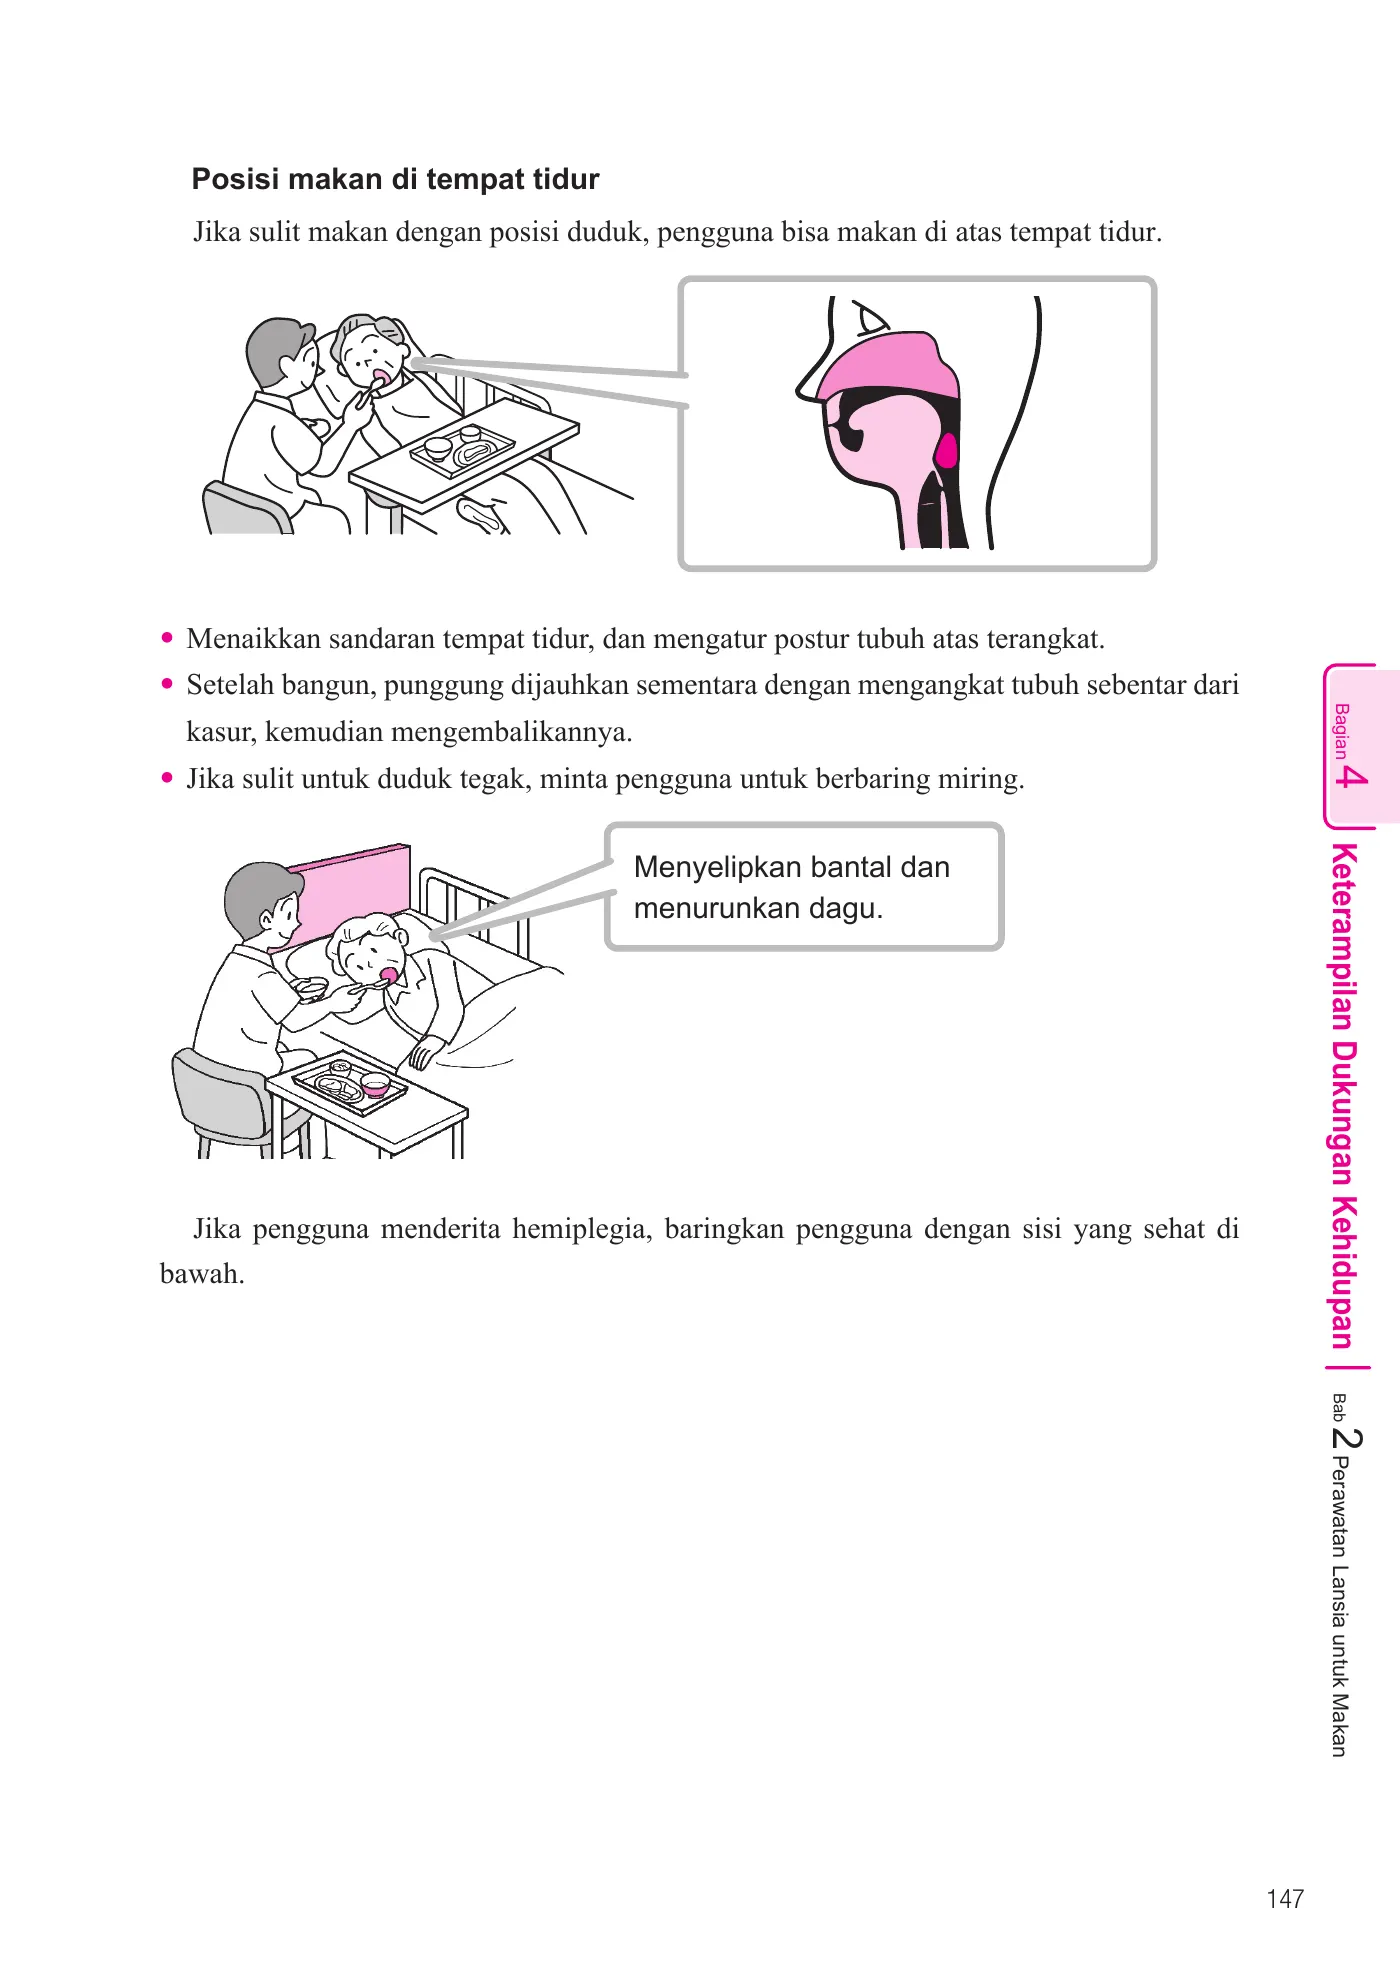 Posisi makan di tempat tidur
Jika sulit makan dengan posisi duduk, pengguna bisa makan di atas tempat tidur.
• Menaikkan sandaran tempat tidur, dan mengatur postur tubuh atas terangkat.
• Setelah bangun, punggung dijauhkan sementara dengan mengangkat tubuh sebentar dari
kasur, kemudian mengembalikannya.
• Jika sulit untuk duduk tegak, minta pengguna untuk berbaring miring.
Menyelipkan bantal dan
menurunkan dagu.
Jika pengguna menderita hemiplegia, baringkan pengguna dengan sisi yang sehat di
bawah.
Bagian 4
Keterampilan Dukungan Kehidupan
Bab 2 Perawatan Lansia untuk Makan
147